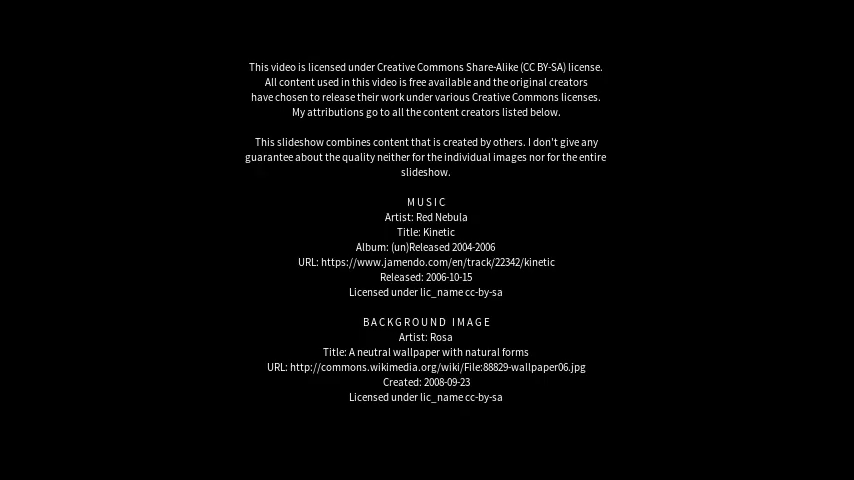 This video is licensed under Creative Commons Share-Alike (CC BY-SA) license.
All content used in this video is free available and the original creators
have chosen to release their work under various Creative Commons licenses.
My attributions go to all the content creators listed below.
This slideshow combines content that is created by others. I don't give any
guarantee about the quality neither for the individual images nor for the entire
slideshow.
MUSIC
Artist: Red Nebula
Title: Kinetic
Album: (un)Released 2004-2006
URL: https://www.jamendo.com/en/track/22342/kinetic
Released: 2006-10-15
Licensed under lic_name cc-by-sa
BACKGROUND IMAGE
Artist: Rosa
Title: A neutral wallpaper with natural forms
URL: http://commons.wikimedia.org/wiki/File:88829-wallpaper06.jpg
Created: 2008-09-23
Licensed under lic_name cc-by-sa